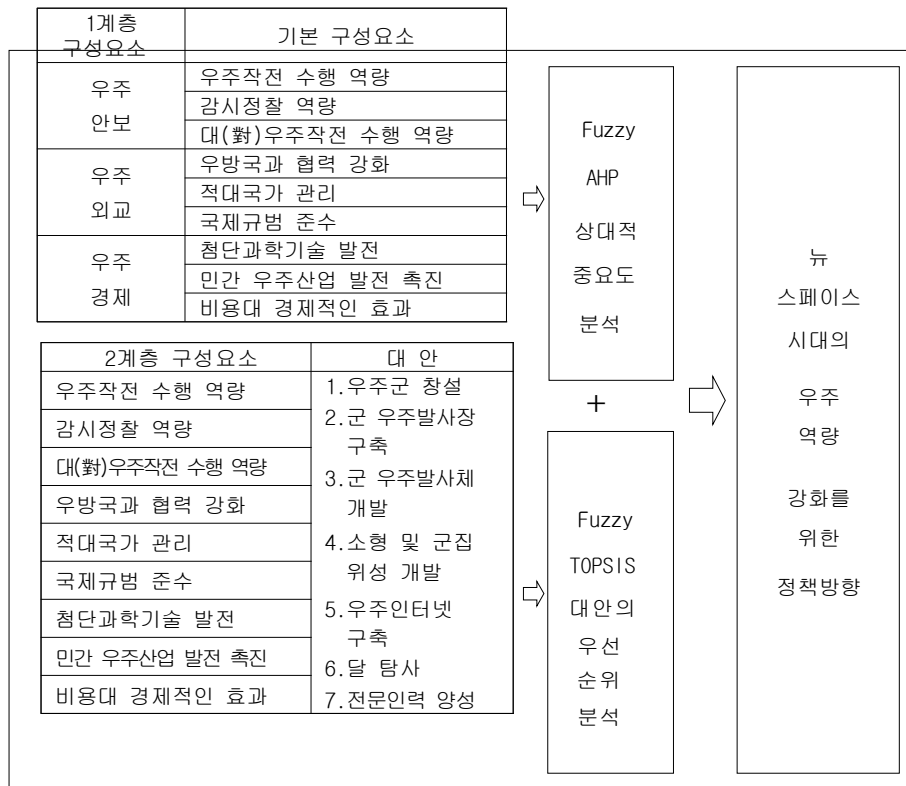 1계층
구성요소
기본 구성요소
우주
안보
우주작전 수행 역량
감시정찰 역량
대(對)우주작전 수행 역량
우주
외교
우방국과 협력 강화
적대국가 관리
국제규범 준수
우주
경제
첨단과학기술 발전
민간 우주산업 발전 촉진
비용대 경제적인 효과
2계층 구성요소
우주작전 수행 역량
감시정찰 역량
대(對)우주작전 수행 역량
우방국과 협력 강화
적대국가 관리
국제규범 준수
첨단과학기술 발전
민간 우주산업 발전 촉진
비용대 경제적인 효과
대 안
1.우주군 창설
2.군 우주발사장
구축
3.군 우주발사체
개발
4.소형 및 군집
위성 개발
5.우주인터넷
구축
6.달 탐사
7.전문인력 양성
Fuzzy
AHP
상대적
중요도
분석
+
Fuzzy
TOPSIS
대안의
우선
순위
분석
뉴
스페이스
시대의
우주
역량
강화를
위한
정책방향